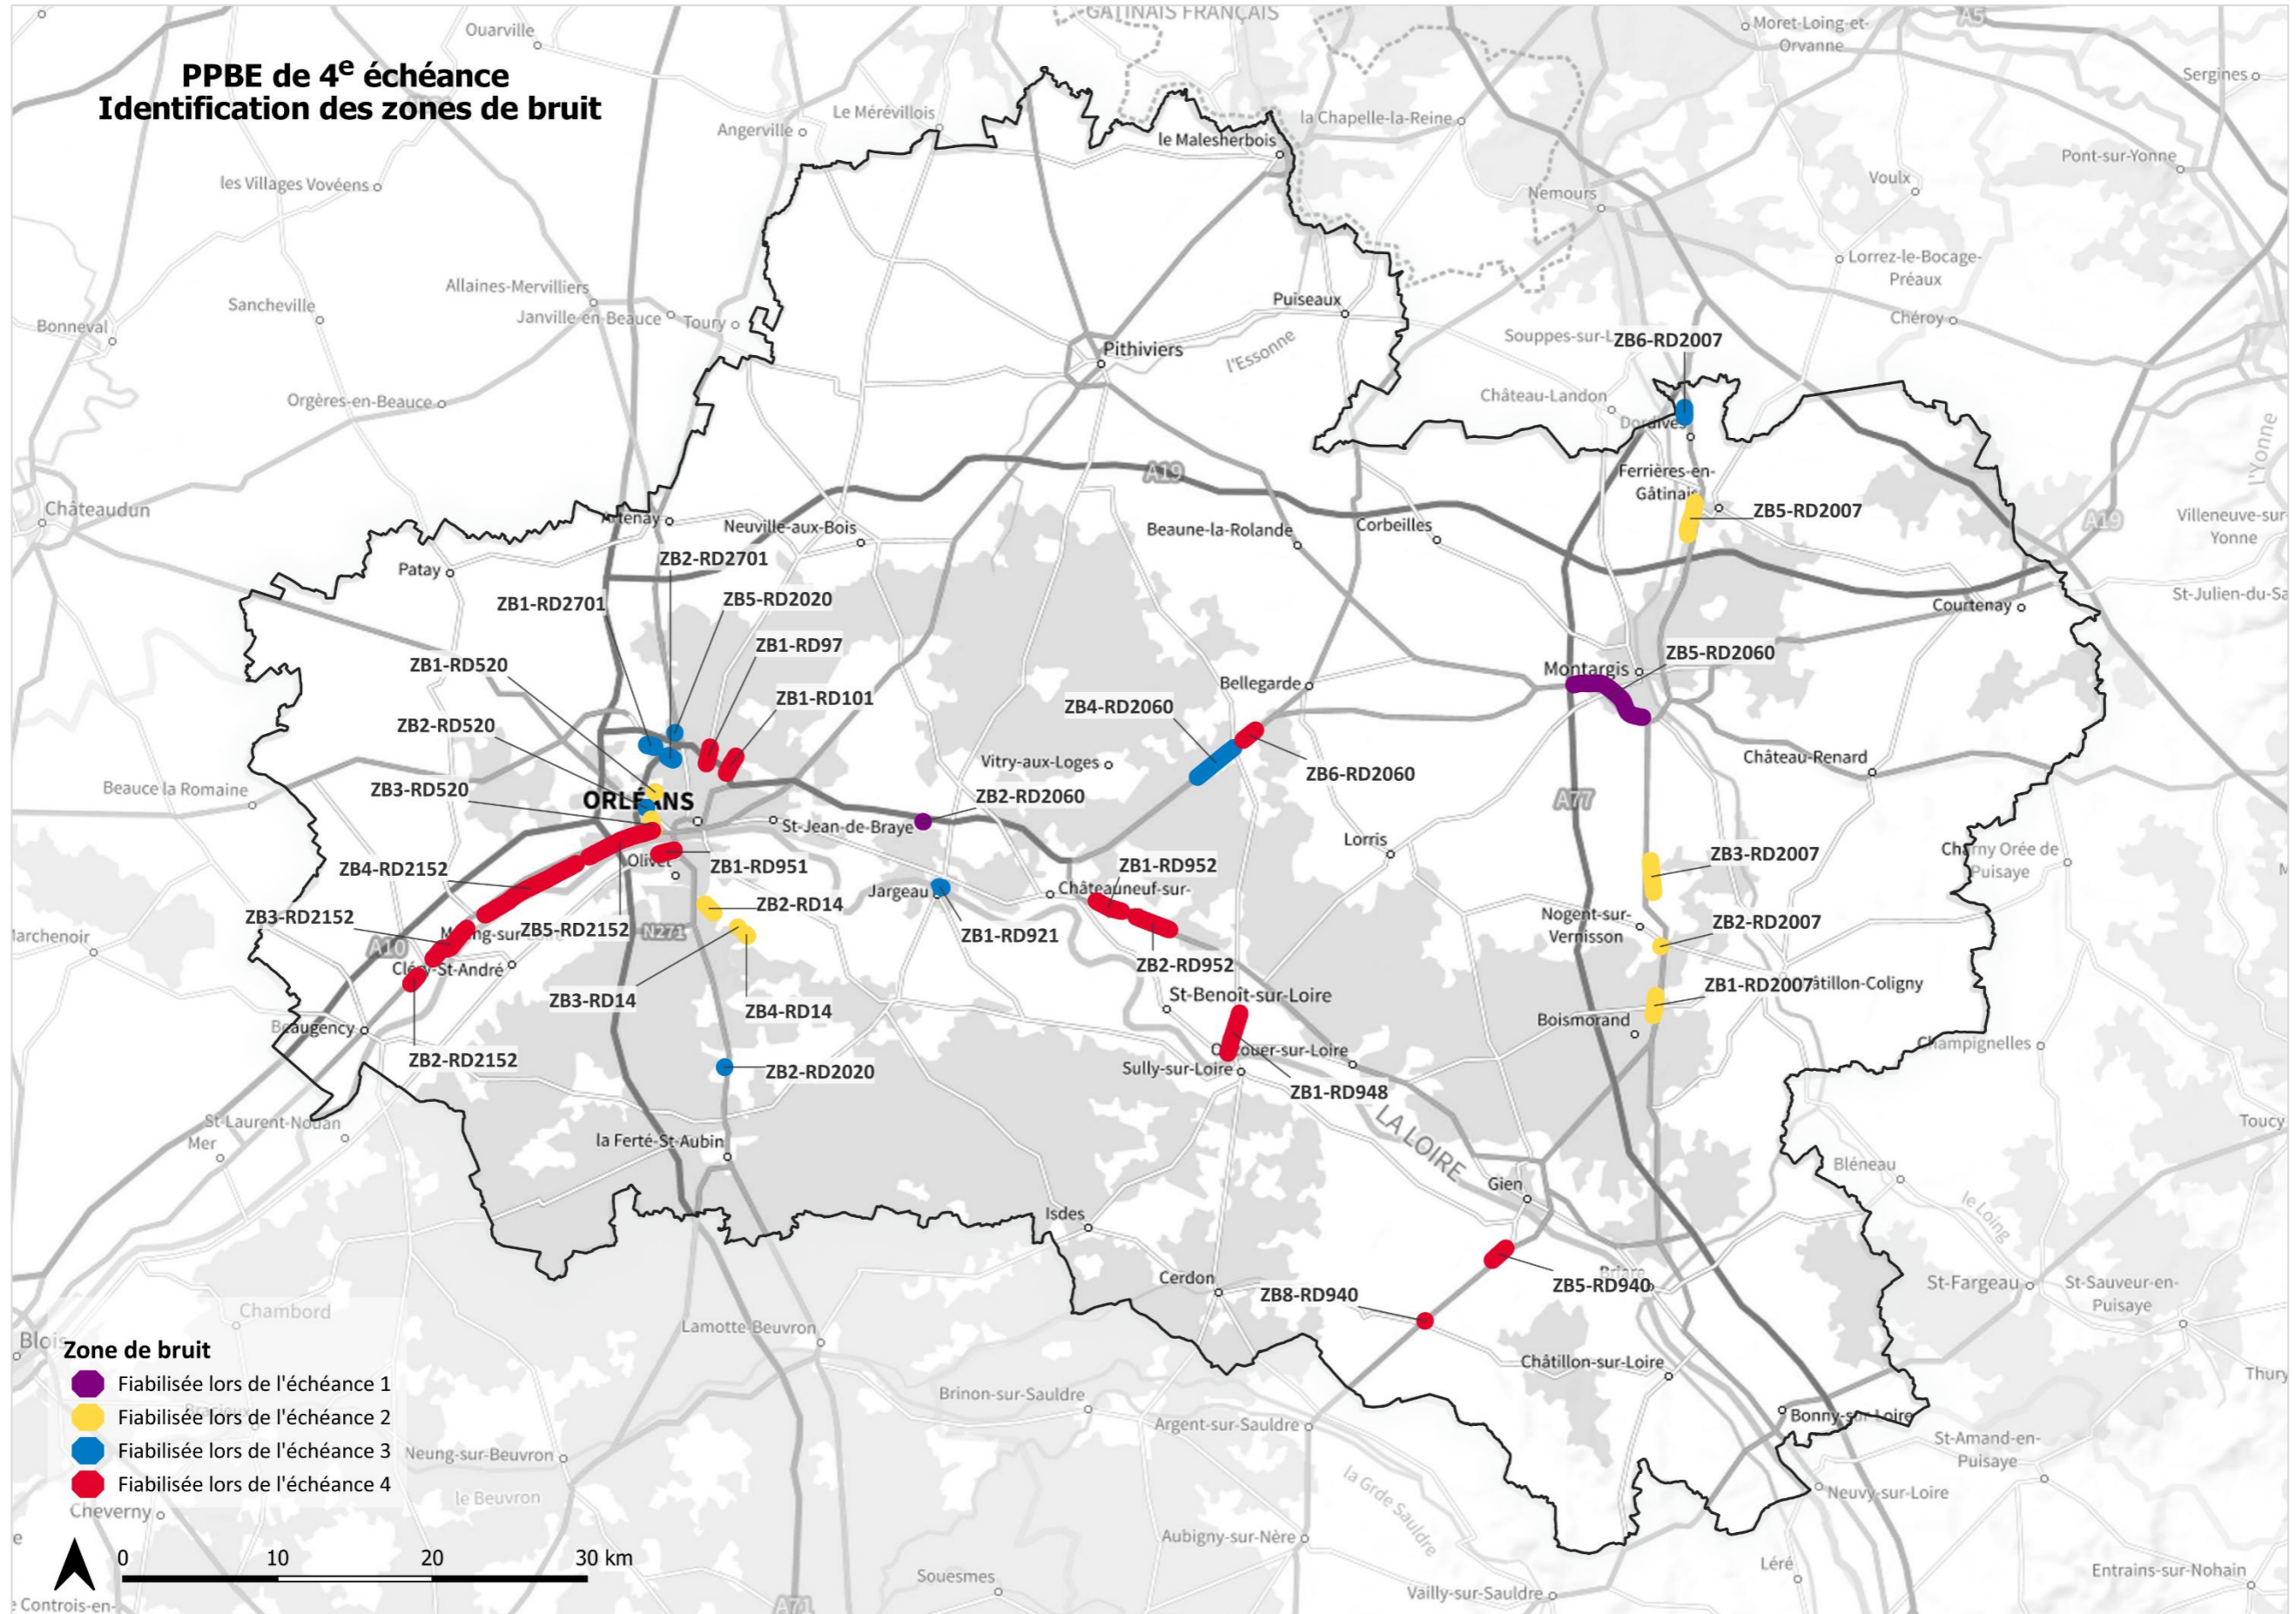 GÂTINAIS FRANÇAIS
A5
Moret-Loing-et-
Orvanne
Ouarville
Sergines
PPBE de 4e échéance
Identification des zones de bruit
Le Mérévillois
Angerville
la Chapelle-la-Reine
le Malesherbois
Pont-sur-Yonne
les Villages Vovéens
Voulx
Nemours
Lorrez-le-Bocage-
Préaux
Allaines-Mervilliers
Sancheville
Janville-en-Beauce
Toury
Bonneval
Puiseaux
Chéroy
Souppes-sur-L
ZB6-RD2007
Pithiviers
l'Essonne
Orgères-en-Beauce
Château-Landon
Dordives
l'Yonne
A19
Ferrières-en-
Gâtinais
ZB5-RD2007
Châteaudun
Artenay
Neuville-aux-Bois
Beaune-la-Rolande
Corbeilles
A19
Villeneuve-sur-
Yonne
Patay
ZB2-RD2701
ZB1-RD2701
ZB5-RD2020
Courtenay
St-Julien-du-Sa
ZB1-RD97
ZB1-RD520
ZB5-RD2060
Montargis
Bellegarde
ZB1-RD101
ZB4-RD2060
ZB2-RD520
Vitry-aux-Loges
ZB6-RD2060
Château-Renard
ZB3-RD520
Beauce la Romaine
ORLÉANS
ZB2-RD2060
A77
St-Jean-de-Braye
Lorris
ZB4-RD2152
Olivet
ZB1-RD951
ZB1-RD952
ZB3-RD2007
Charny Orée de
Puisaye
Jargeau
Châteauneuf-sur-
ZB2-RD14
ZB3-RD2152
ZB5-RD2152
N271
ZB1-RD921
Nogent-sur-
Vernisson
ZB2-RD2007
Marchenoir
A10
Cléry-St-André
ZB2-RD952
ZB3-RD14
ZB4-RD14
St-Benoît-sur-Loire
ZB1-RD2007
âtillon-Coligny
Beaugency
Boismorand
Champignelles
ZB2-RD2152
ZB2-RD2020
Sully-sur-Loire
ouer-sur-Loire
ZB1-RD948
St-Laurent-Nouan
Mer
la Ferté-St-Aubin
LA LOIRE
Toucy
Bléneau
Gien
le Loing
Isdes
Cerdon
ZB8-RD940
ZB5-RD940
Briare
St-Fargeau
St-Sauveur-en-
Puisaye
Chambord
Lamotte-Beuvron
Blois
Zone de bruit
Fiabilisée lors de l'échéance 1
Fiabilisée lors de l'échéance 2
Fiabilisée lors de l'échéance 3
Fiabilisée lors de l'échéance 4
Bracieux
Châtillon-sur-Loire
Thury
Brinon-sur-Sauldre
Argent-sur-Sauldre
Bonny-sur-Loire
St-Amand-en-
Puisaye
Neung-sur-Beuvron
le Beuvron
la Grde Sauldre
Neuvy-sur-Loire
Cheverny
Aubigny-sur-Nère
0 10 20 30 km
Léré
Entrains-sur-Nohain
Souesmes
Vailly-sur-Sauldre
A71
Controis-en-